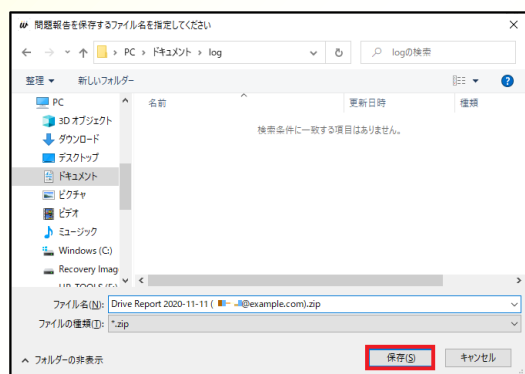 問題報告を保存するファイル名を指定してください
PC > ドキュメント > log
logの検索
整理 新しいフォルダー
名前 更新日時 種類
検索条件に一致する項目はありません。
PC
3D オブジェクト
ダウンロード
デスクトップ
ドキュメント
ピクチャ
ビデオ
ミュージック
Windows (C:)
Recovery Imag
ファイル名(N): Drive Report 2020-11-11 ( @example.com).zip
ファイルの種類(T): *.zip
フォルダーの非表示
保存(S) キャンセル